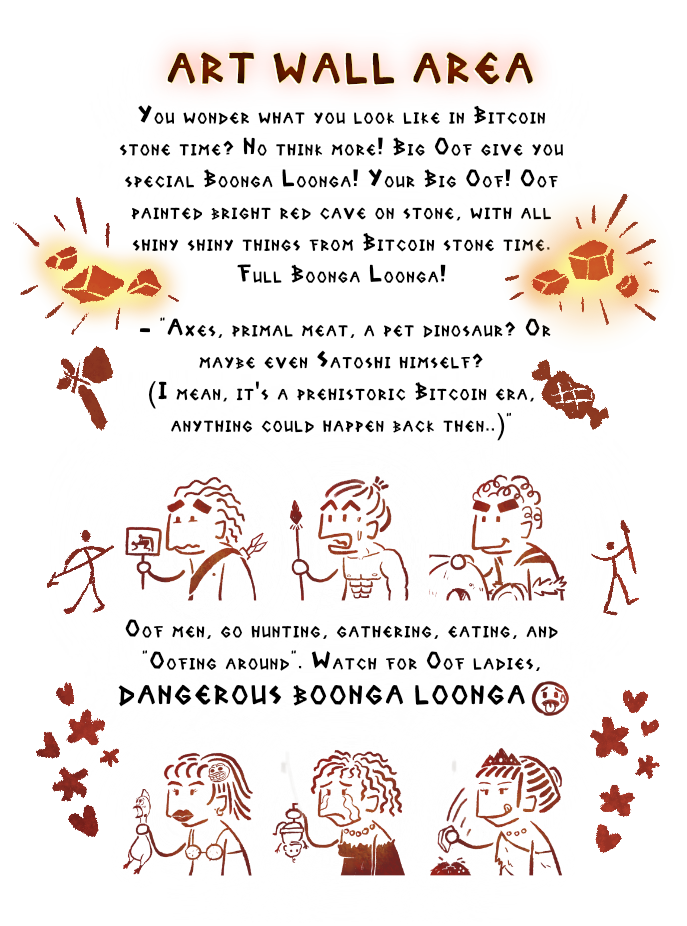 ART WALL AREA
You wonder what you look like in Bitcoin
stone time? No think more! Big Oof give you
special Boonga Loonga! Your Big Oof! Oof
painted bright red cave on stone, with all
shiny shiny things from Bitcoin stone time.
Full Boonga Loonga!
- "Axes, primal meat, a pet dinosaur? Or
maybe even Satoshi himself?
(I mean, it's a prehistoric Bitcoin era,
anything could happen back then..)"
Oof men, go hunting, gathering, eating, and
"Oofing around". Watch for Oof ladies,
DANGEROUS BOONGA LOONGA